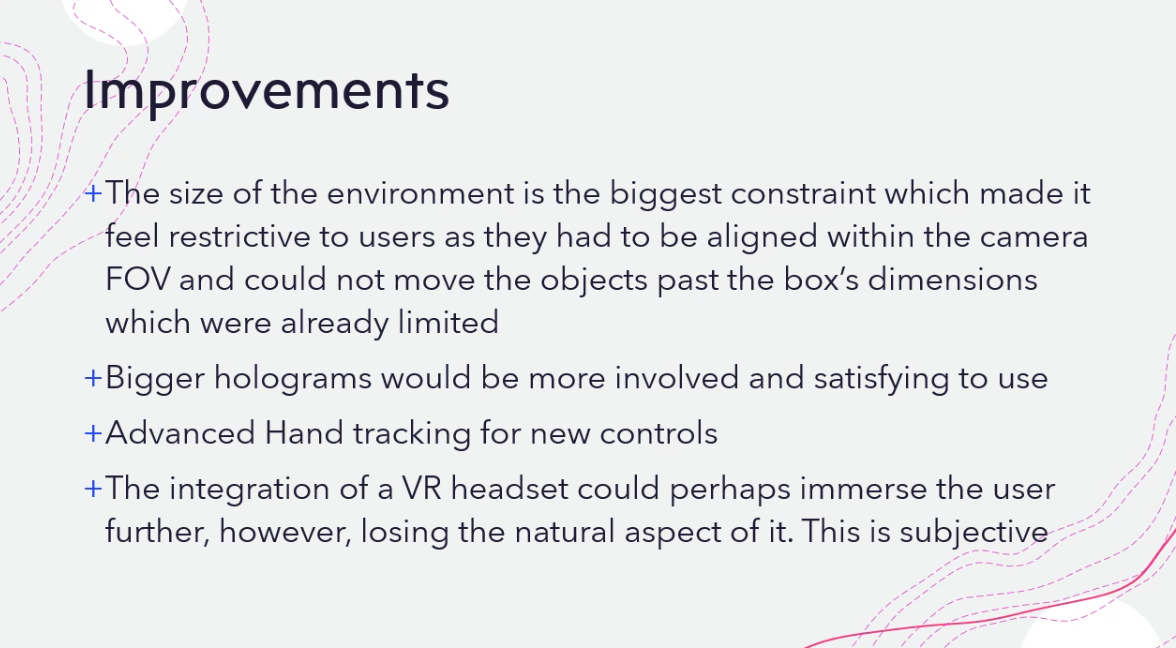 Improvements
+The size of the environment is the biggest constraint which made it
feel restrictive to users as they had to be aligned within the camera
FOV and could not move the objects past the box’s dimensions
which were already limited
+Bigger holograms would be more involved and satisfying to use
+Advanced Hand tracking for new controls
+The integration of a VR headset could perhaps immerse the user
further, however, losing the natural aspect of it. This is subjective